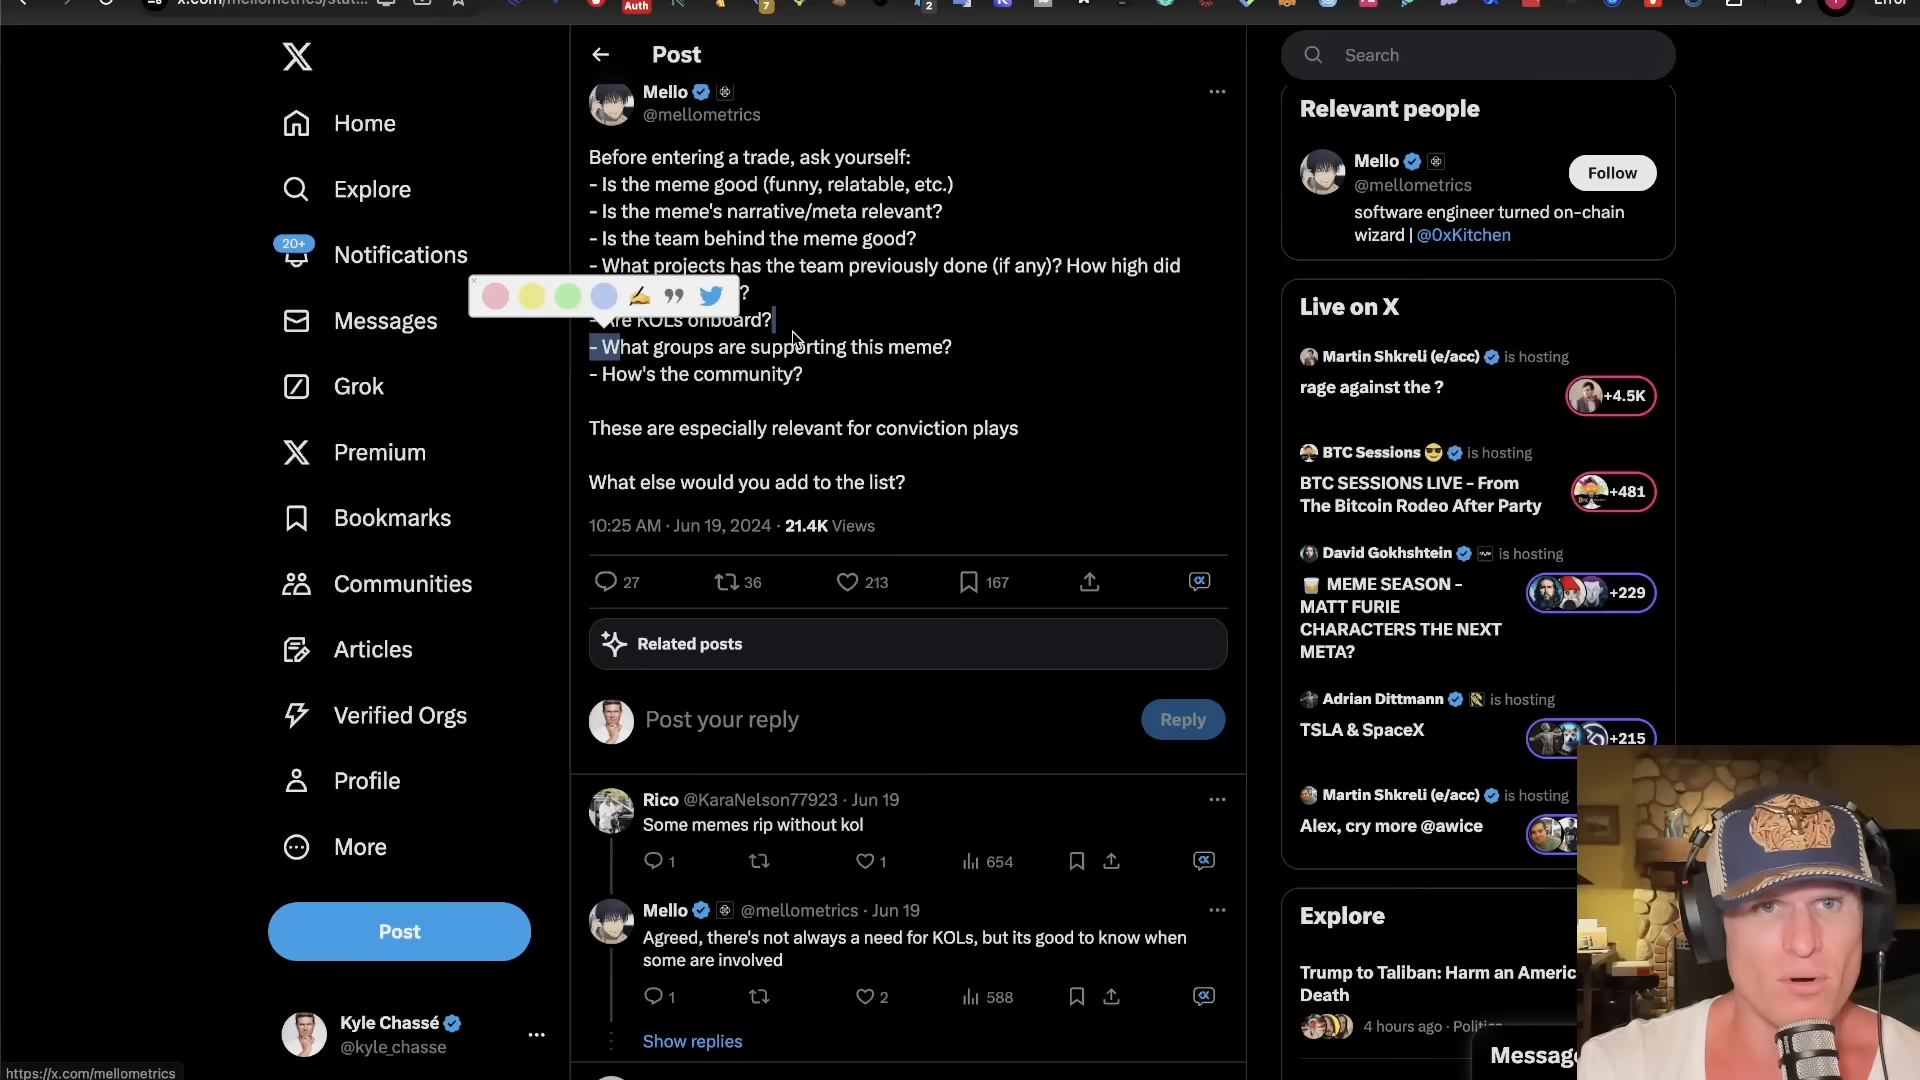 Auth
7
2
Error
Post
Search
Mello
@mellometrics
Before entering a trade, ask yourself:
- Is the meme good (funny, relatable, etc.)
- Is the meme's narrative/meta relevant?
- Is the team behind the meme good?
- What projects has the team previously done (if any)? How high did
?
- Are KOLs onboard?
- What groups are supporting this meme?
- How's the community?
These are especially relevant for conviction plays
What else would you add to the list?
10:25 AM · Jun 19, 2024 · 21.4K Views
27
36
213
167
Related posts
Post your reply
Reply
Rico @KaraNelson77923 · Jun 19
Some memes rip without kol
1
1
654
Mello @mellometrics · Jun 19
Agreed, there's not always a need for KOLs, but its good to know when
some are involved
1
2
588
Show replies
Home
Explore
20+
Notifications
Messages
Grok
Premium
Bookmarks
Communities
Articles
Verified Orgs
Profile
More
Post
Kyle Chassé
@kyle_chasse
https://x.com/mellometrics
Relevant people
Mello
@mellometrics
Follow
software engineer turned on-chain
wizard | @0xKitchen
Live on X
Martin Shkreli (e/acc) is hosting
rage against the ?
+4.5K
BTC Sessions 😎 is hosting
BTC SESSIONS LIVE - From
The Bitcoin Rodeo After Party
+481
David Gokhshtein is hosting
MEME SEASON -
MATT FURIE
CHARACTERS THE NEXT
META?
+229
Adrian Dittmann is hosting
TSLA & SpaceX
+215
Martin Shkreli (e/acc) is hosting
Alex, cry more @awice
Explore
Trump to Taliban: Harm an Americ
Death
4 hours ago · Politics
Message